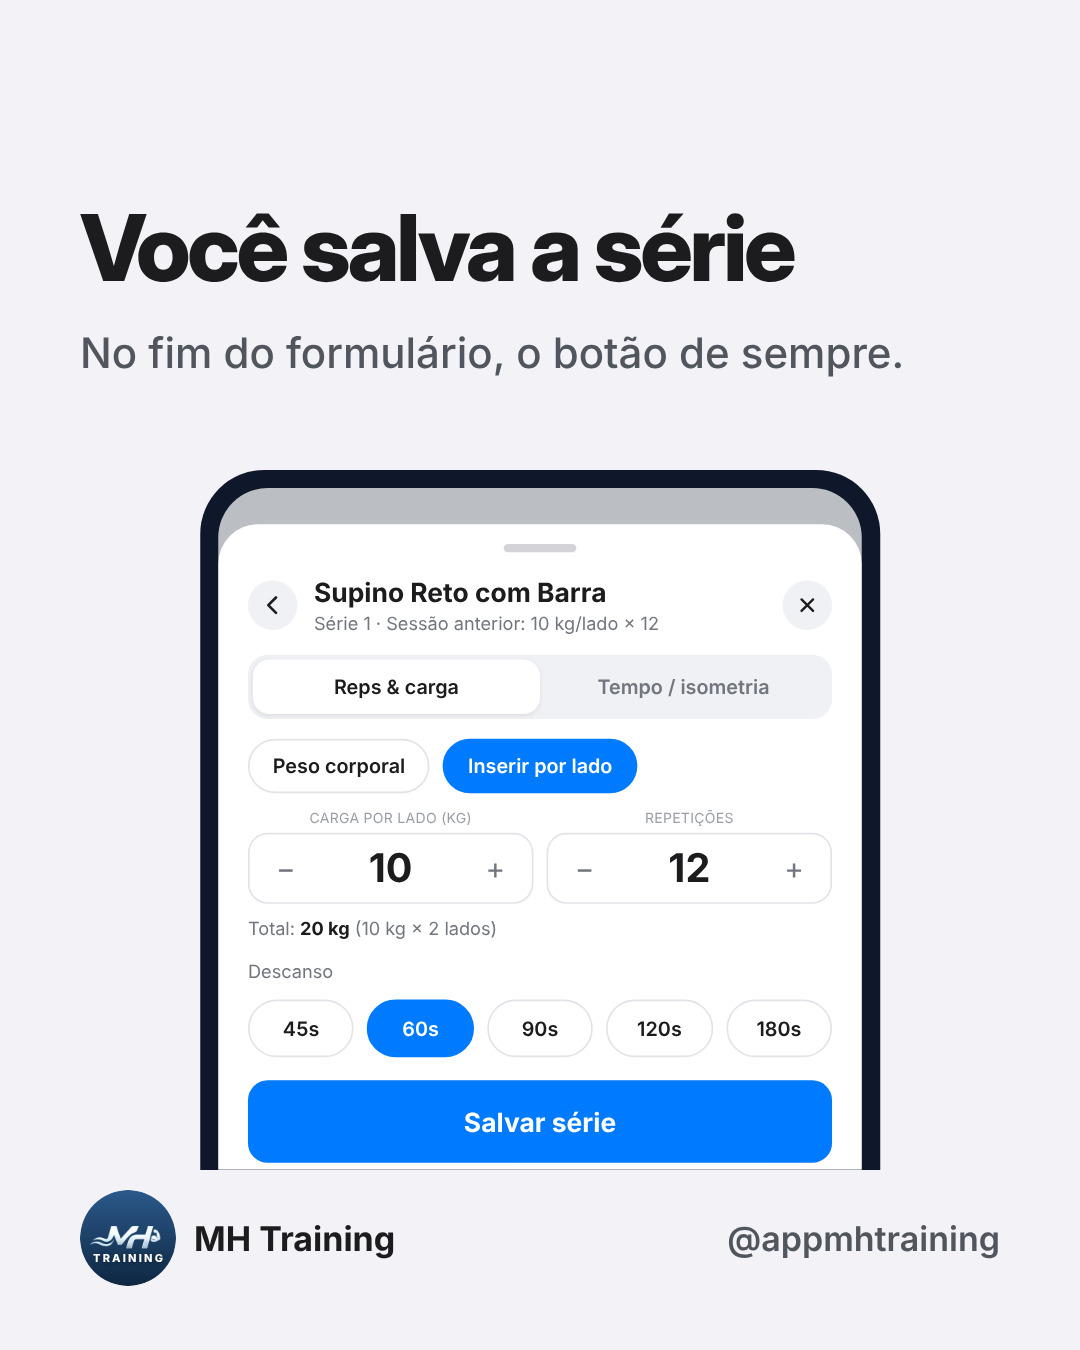 Você salva a série
No fim do formulário, o botão de sempre.
Supino Reto com Barra
Série 1 · Sessão anterior: 10 kg/lado × 12
Reps & carga
Tempo / isometria
Peso corporal
Inserir por lado
CARGA POR LADO (KG)
REPETIÇÕES
− 10 +
− 12 +
Total: 20 kg (10 kg × 2 lados)
Descanso
45s
60s
90s
120s
180s
Salvar série
MH
TRAINING
MH Training
@appmhtraining